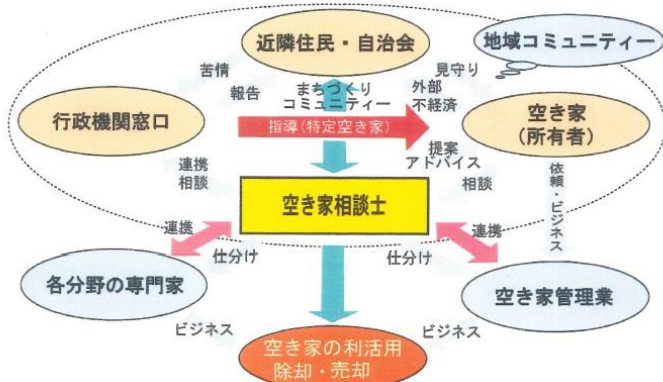 近隣住民・自治会
地域コミュニティー
苦情
見守り
報告
まちづくり
コミュニティー
外部
不経済
行政機関窓口
指導(特定空き家)
空き家
(所有者)
連携
相談
提案
アドバイス
相談
空き家相談士
依頼・ビジネス
連携
連携
仕分け
仕分け
各分野の専門家
空き家管理業
ビジネス
ビジネス
空き家の利活用
除却・売却